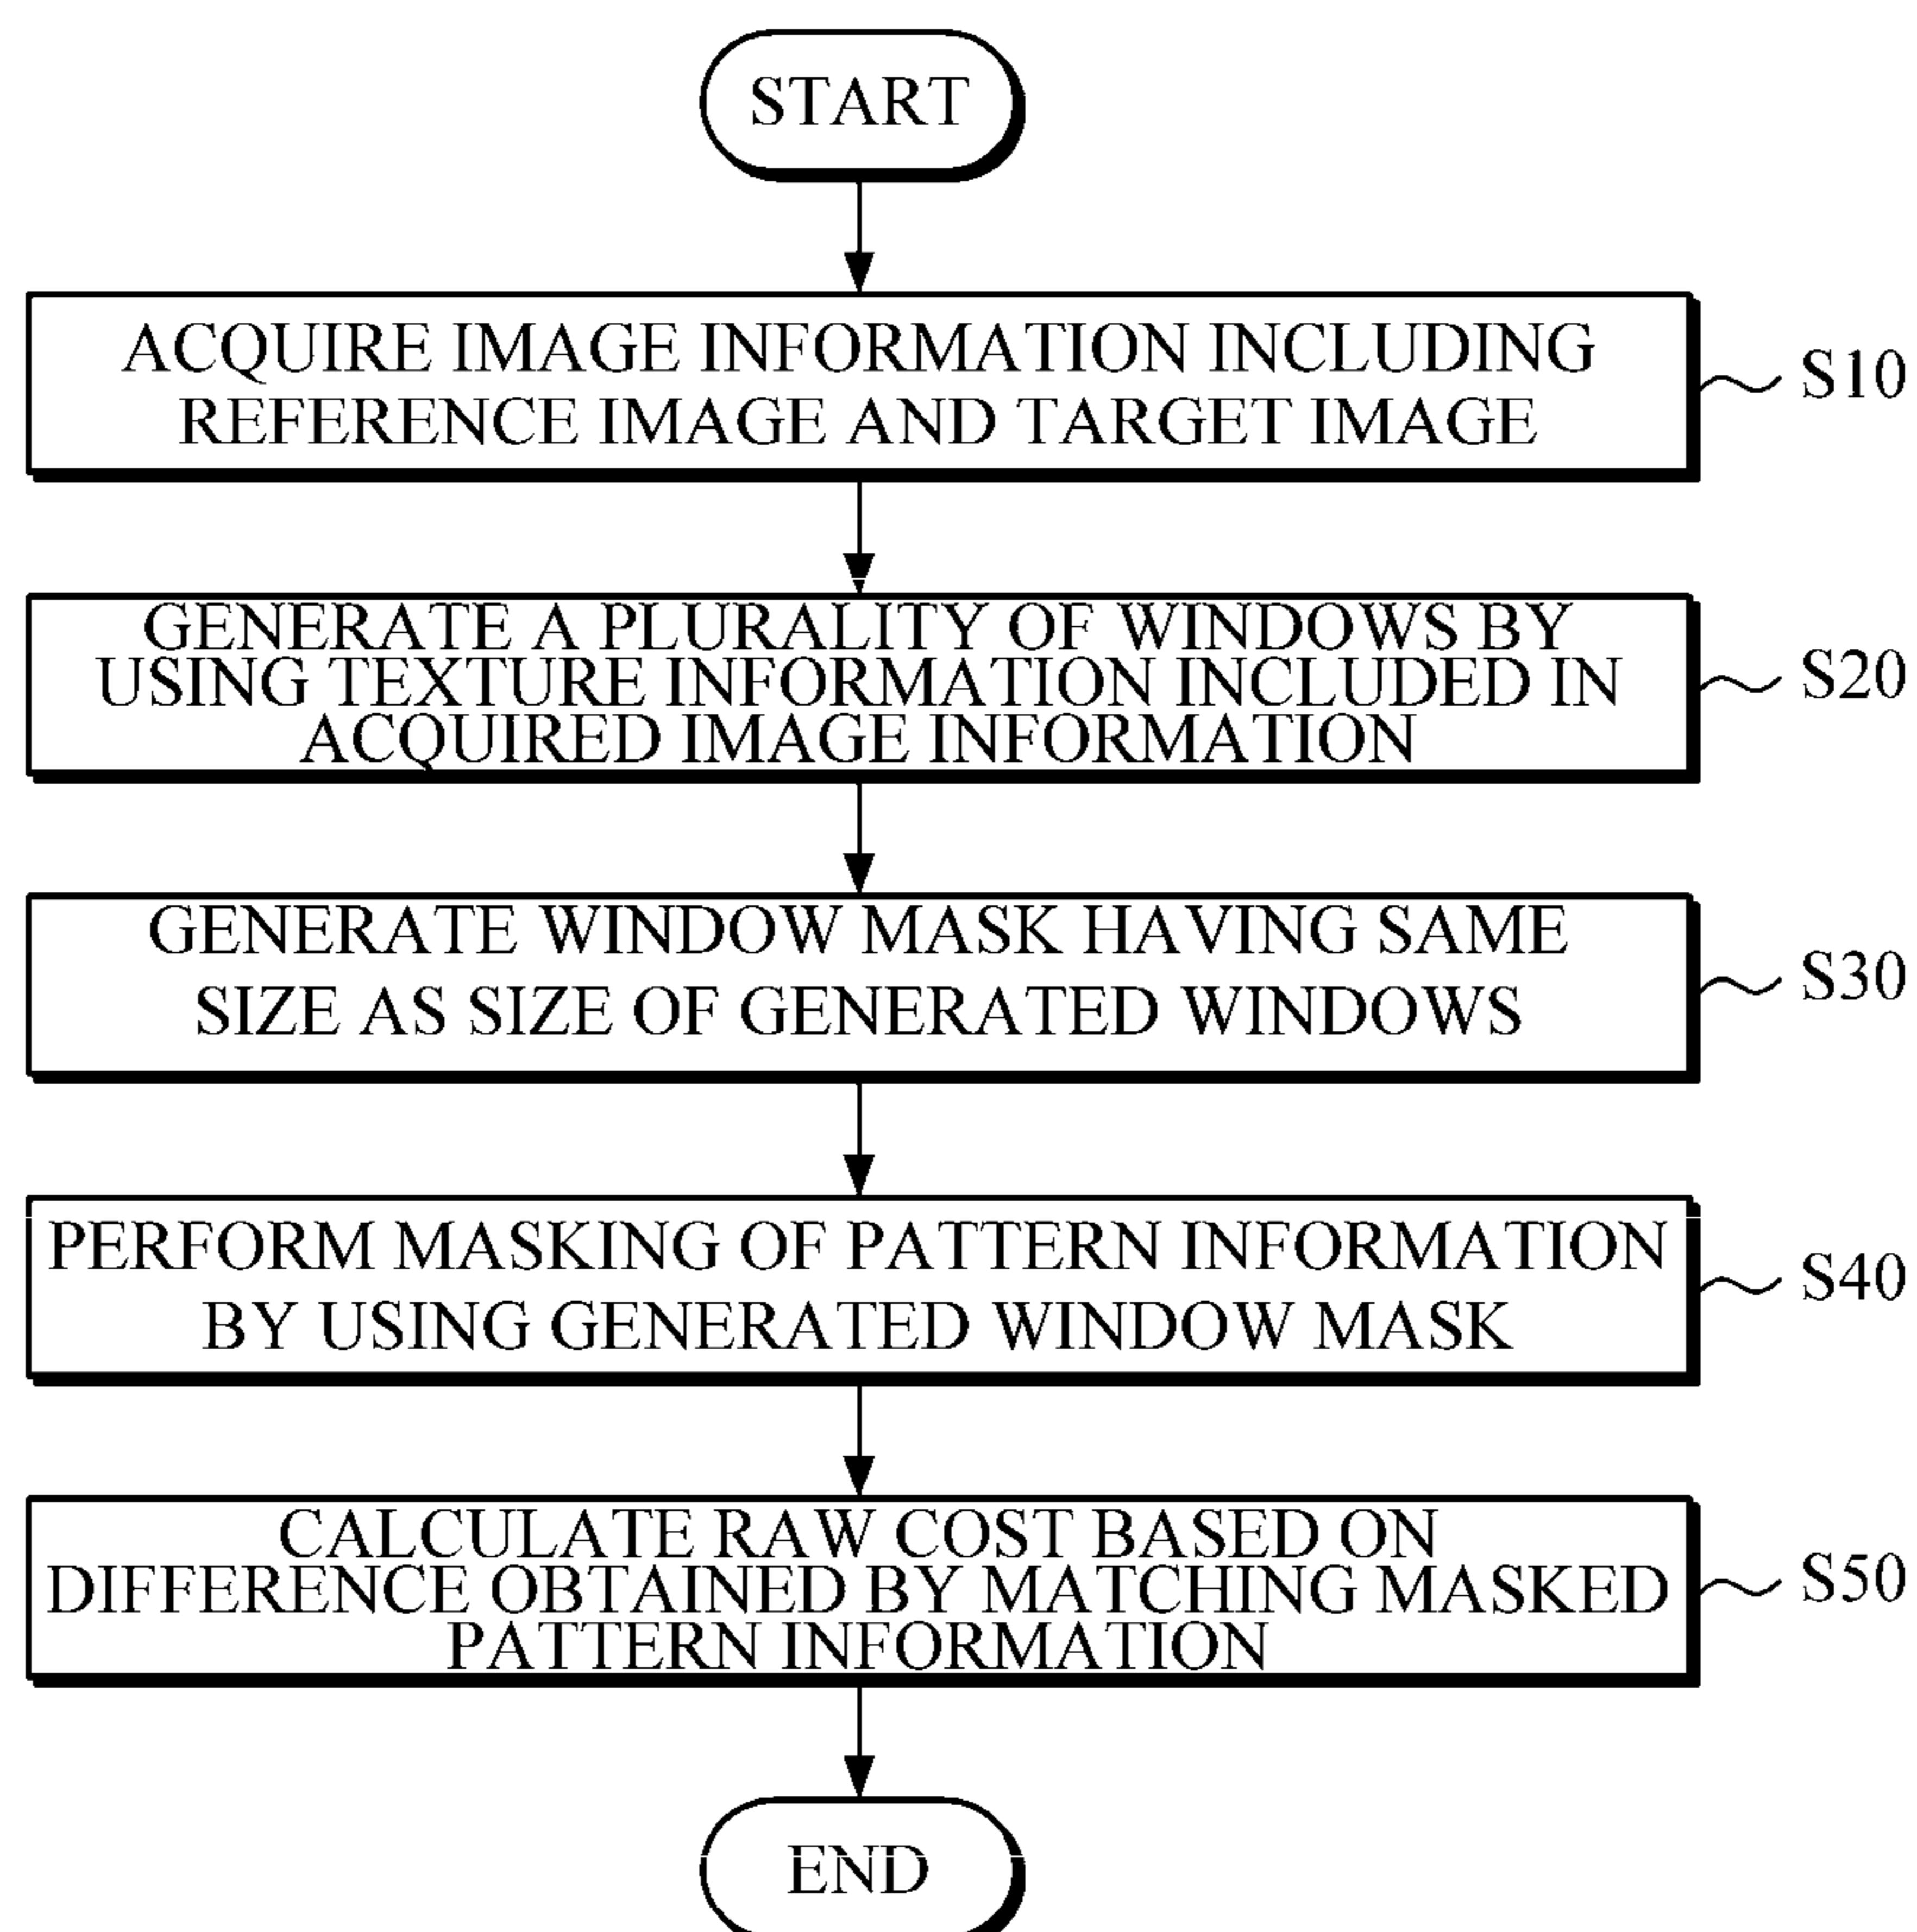 START
ACQUIRE IMAGE INFORMATION INCLUDING
REFERENCE IMAGE AND TARGET IMAGE
S10
GENERATE A PLURALITY OF WINDOWS BY
USING TEXTURE INFORMATION INCLUDED IN
ACQUIRED IMAGE INFORMATION
S20
GENERATE WINDOW MASK HAVING SAME
SIZE AS SIZE OF GENERATED WINDOWS
S30
PERFORM MASKING OF PATTERN INFORMATION
BY USING GENERATED WINDOW MASK
S40
CALCULATE RAW COST BASED ON
DIFFERENCE OBTAINED BY MATCHING MASKED
PATTERN INFORMATION
S50
END